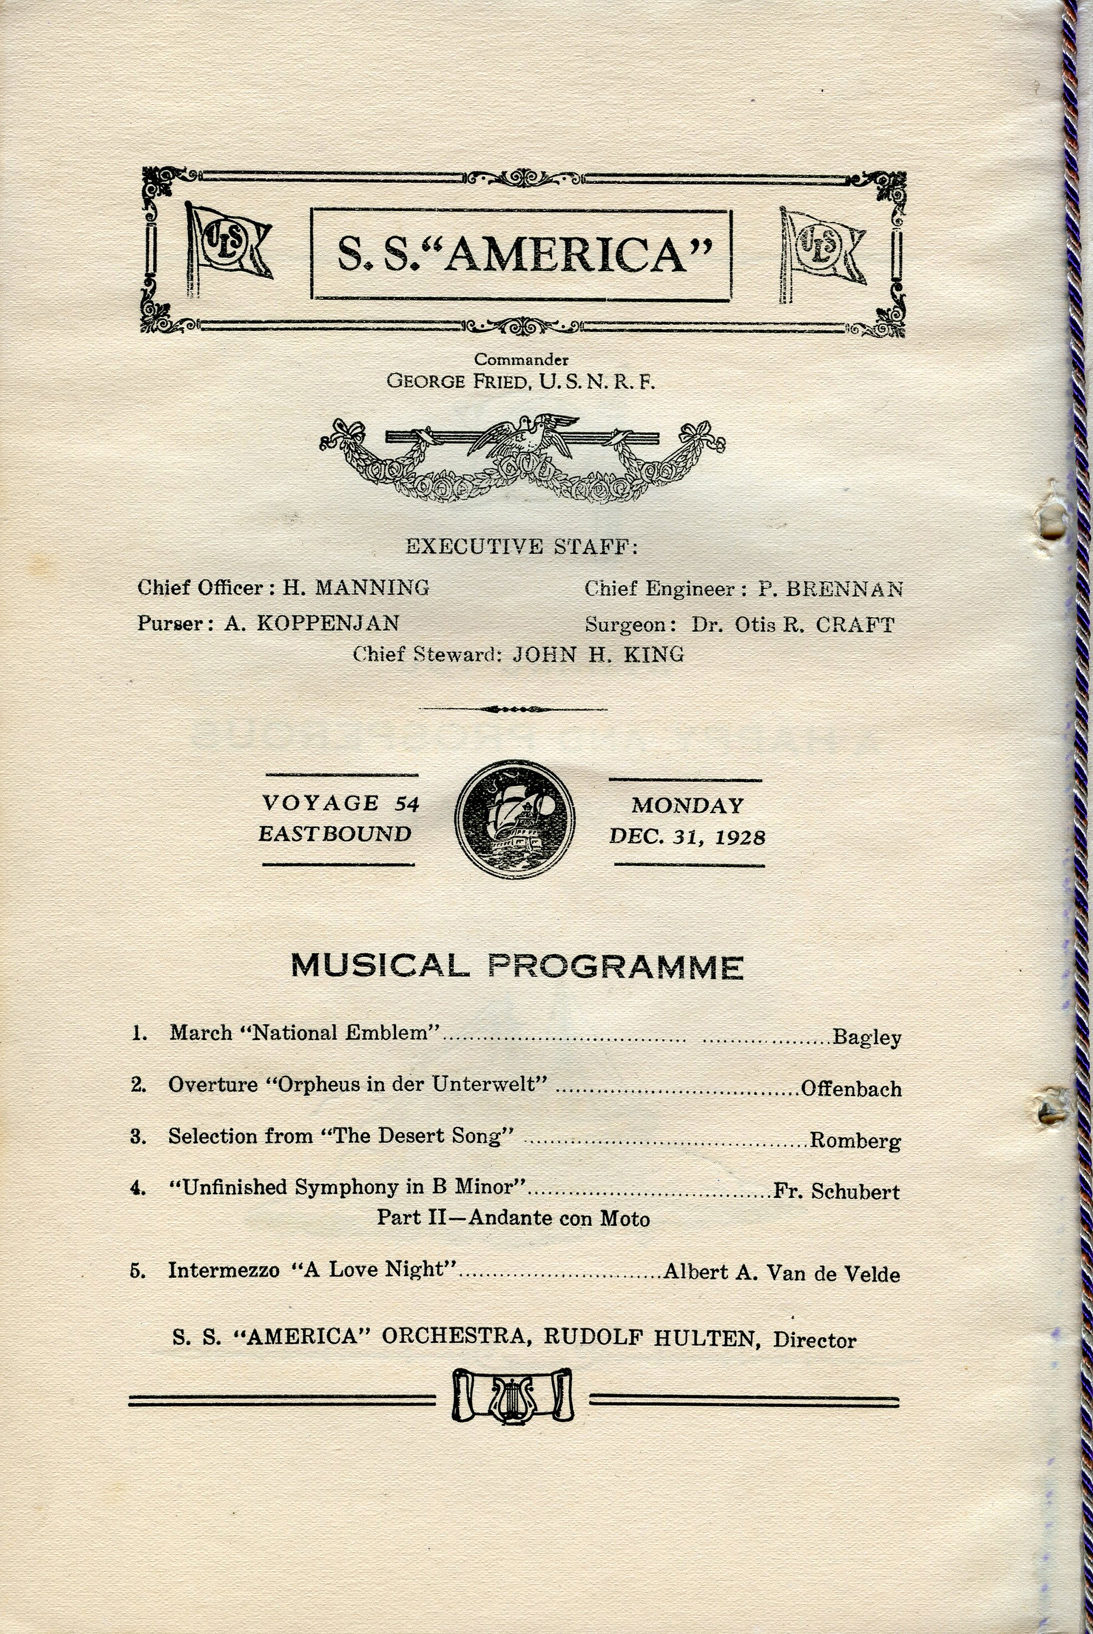 ULS
S. S. “AMERICA”
ULS
Commander
GEORGE FRIED, U. S. N. R. F.
EXECUTIVE STAFF:
Chief Officer : H. MANNING Chief Engineer : P. BRENNAN
Purser : A. KOPPENJAN Surgeon : Dr. Otis R. CRAFT
Chief Steward: JOHN H. KING
VOYAGE 54
EASTBOUND
MONDAY
DEC. 31, 1928
MUSICAL PROGRAMME
1. March “National Emblem”..........................................................Bagley
2. Overture “Orpheus in der Unterwelt” ....................................Offenbach
3. Selection from “The Desert Song” ..........................................Romberg
4. “Unfinished Symphony in B Minor”....................................Fr. Schubert
Part II—Andante con Moto
5. Intermezzo “A Love Night”..............................Albert A. Van de Velde
S. S. “AMERICA” ORCHESTRA, RUDOLF HULTEN, Director